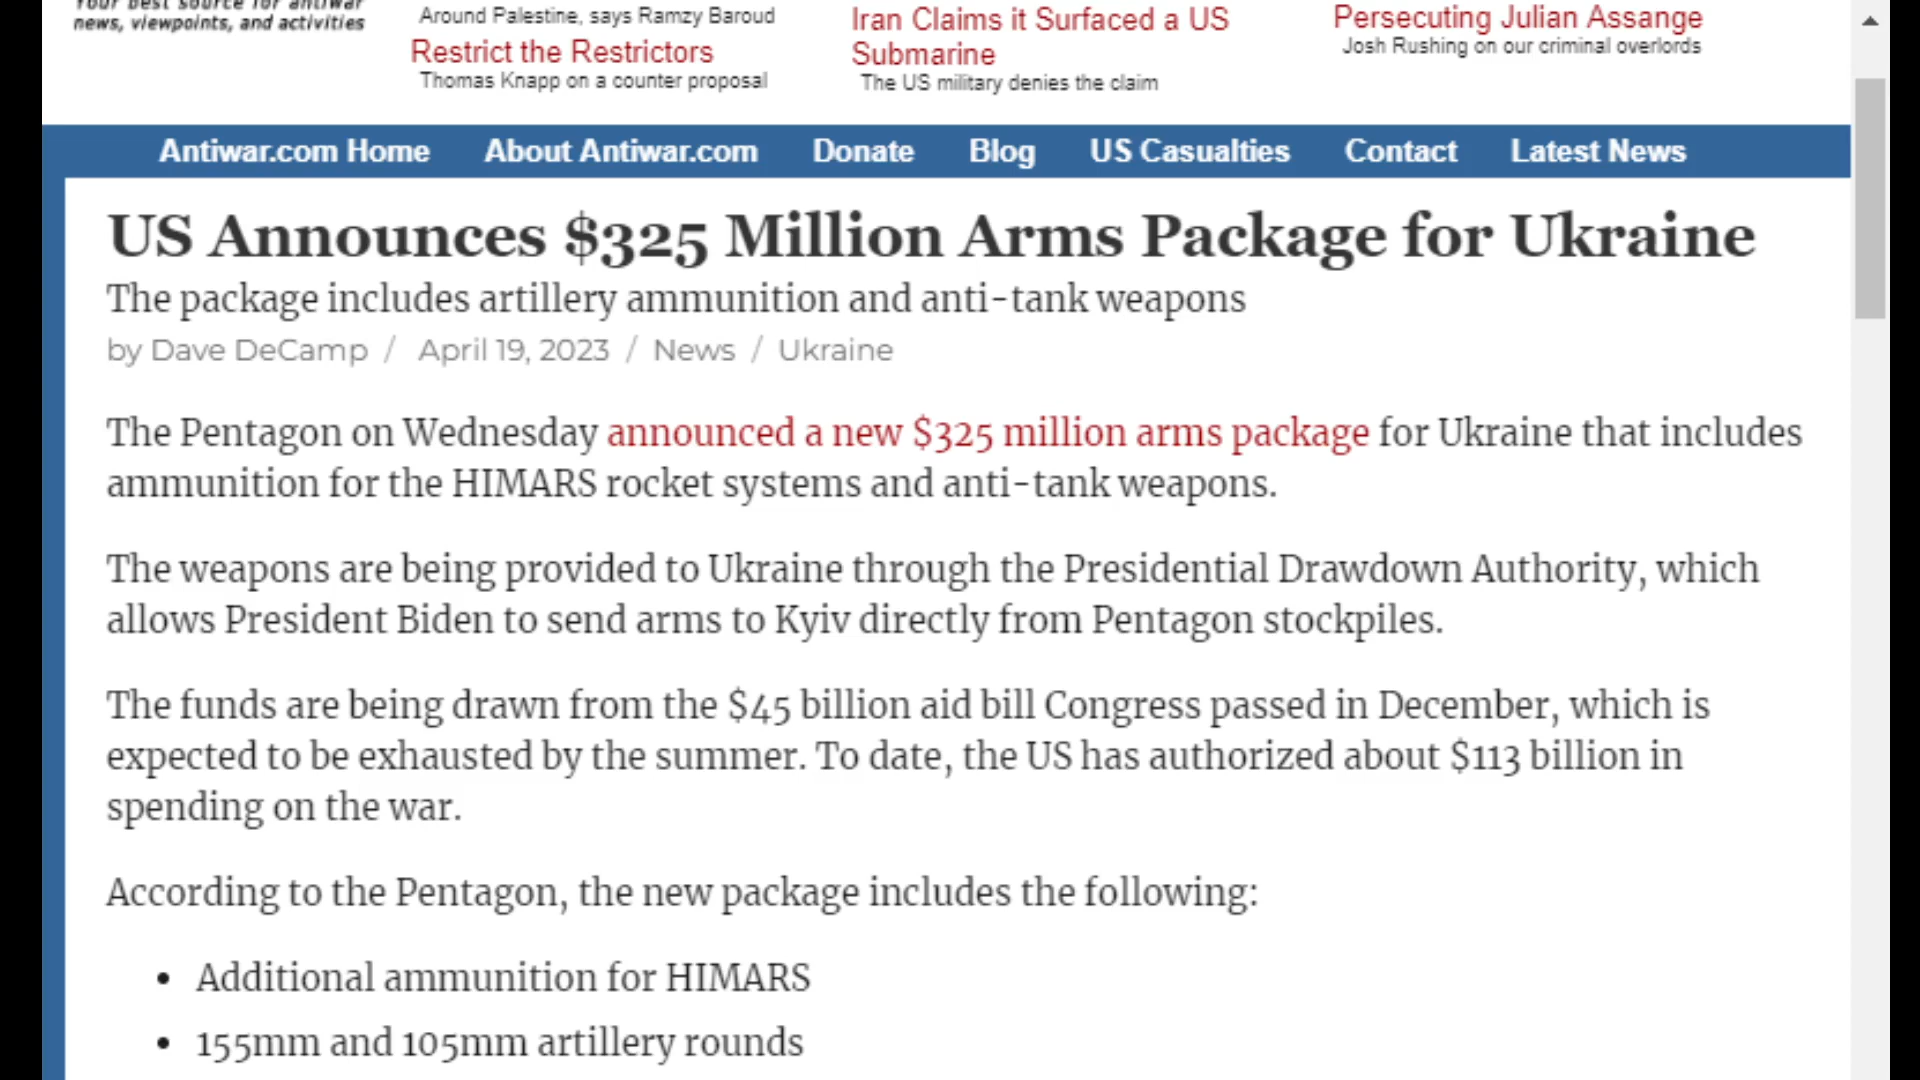 Your best source for antiwar
news, viewpoints, and activities
Around Palestine, says Ramzy Baroud
Restrict the Restrictors
Thomas Knapp on a counter proposal
Iran Claims it Surfaced a US
Submarine
The US military denies the claim
Persecuting Julian Assange
Josh Rushing on our criminal overlords
Antiwar.com Home About Antiwar.com Donate Blog US Casualties Contact Latest News
US Announces $325 Million Arms Package for Ukraine
The package includes artillery ammunition and anti-tank weapons
by Dave DeCamp / April 19, 2023 / News / Ukraine
The Pentagon on Wednesday announced a new $325 million arms package for Ukraine that includes
ammunition for the HIMARS rocket systems and anti-tank weapons.
The weapons are being provided to Ukraine through the Presidential Drawdown Authority, which
allows President Biden to send arms to Kyiv directly from Pentagon stockpiles.
The funds are being drawn from the $45 billion aid bill Congress passed in December, which is
expected to be exhausted by the summer. To date, the US has authorized about $113 billion in
spending on the war.
According to the Pentagon, the new package includes the following:
• Additional ammunition for HIMARS
• 155mm and 105mm artillery rounds